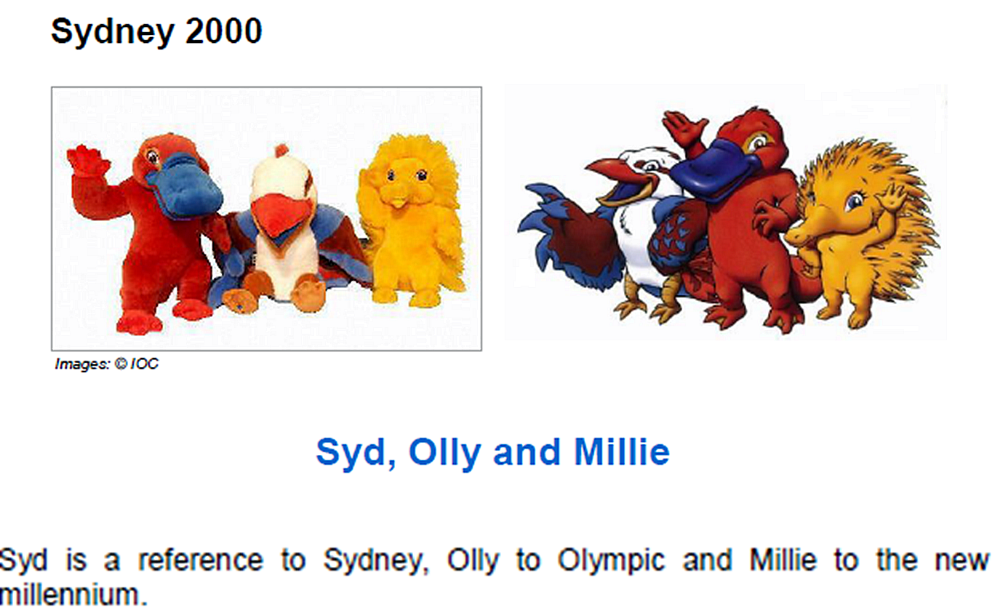 Sydney 2000
Images: © IOC
Syd, Olly and Millie
Syd is a reference to Sydney, Olly to Olympic and Millie to the new
millennium.